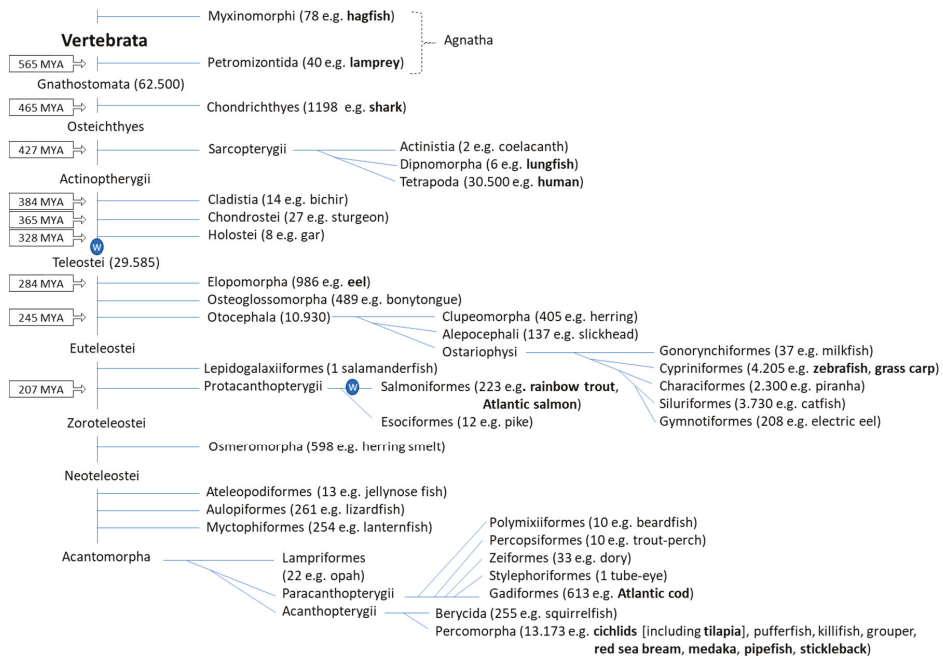 Myxinomorphi (78 e.g. hagfish)
Agnatha
Vertebrata
565 MYA
Petromizontida (40 e.g. lamprey)
Gnathostomata (62.500)
465 MYA
Chondrichthyes (1198 e.g. shark)
Osteichthyes
427 MYA
Sarcopterygii
Actinistia (2 e.g. coelacanth)
Dipnomorpha (6 e.g. lungfish)
Tetrapoda (30.500 e.g. human)
Actinoptherygii
384 MYA
Cladistia (14 e.g. bichir)
365 MYA
Chondrostei (27 e.g. sturgeon)
328 MYA
Holostei (8 e.g. gar)
W
Teleostei (29.585)
284 MYA
Elopomorpha (986 e.g. eel)
Osteoglossomorpha (489 e.g. bonytongue)
245 MYA
Otocephala (10.930)
Clupeomorpha (405 e.g. herring)
Alepocephali (137 e.g. slickhead)
Ostariophysi
Gonorynchiformes (37 e.g. milkfish)
Cypriniformes (4.205 e.g. zebrafish, grass carp)
Characiformes (2.300 e.g. piranha)
Siluriformes (3.730 e.g. catfish)
Gymnotiformes (208 e.g. electric eel)
Euteleostei
Lepidogalaxiiformes (1 salamanderfish)
207 MYA
Protacanthopterygii
W
Salmoniformes (223 e.g. rainbow trout,
Atlantic salmon)
Esociformes (12 e.g. pike)
Zoroteleostei
Osmeromorpha (598 e.g. herring smelt)
Neoteleostei
Ateleopodiformes (13 e.g. jellynose fish)
Aulopiformes (261 e.g. lizardfish)
Myctophiformes (254 e.g. lanternfish)
Acantomorpha
Lampriformes
(22 e.g. opah)
Paracanthopterygii
Polymixiiformes (10 e.g. beardfish)
Percopsiformes (10 e.g. trout-perch)
Zeiformes (33 e.g. dory)
Stylephoriformes (1 tube-eye)
Gadiformes (613 e.g. Atlantic cod)
Acanthopterygii
Berycida (255 e.g. squirrelfish)
Percomorpha (13.173 e.g. cichlids [including tilapia], pufferfish, killifish, grouper,
red sea bream, medaka, pipefish, stickleback)